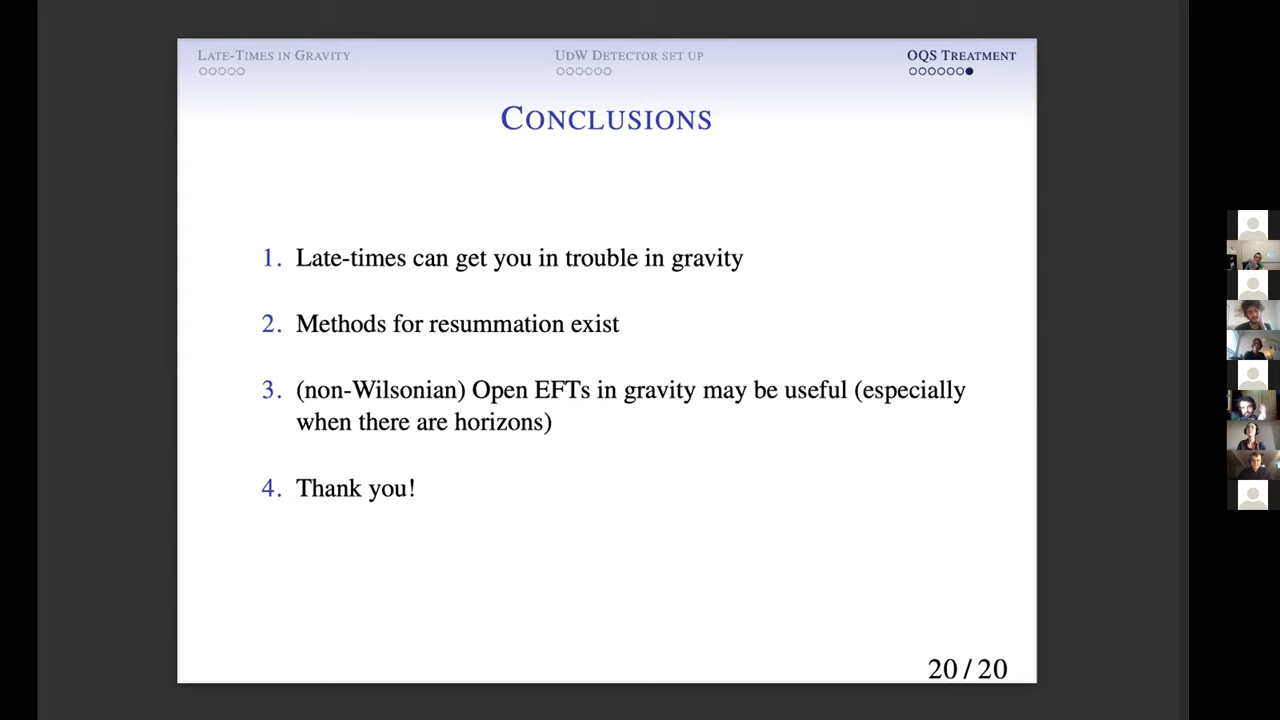 LATE-TIMES IN GRAVITY
UDW DETECTOR SET UP
OQS TREATMENT
CONCLUSIONS
1. Late-times can get you in trouble in gravity
2. Methods for resummation exist
3. (non-Wilsonian) Open EFTs in gravity may be useful (especially
when there are horizons)
4. Thank you!
20 / 20